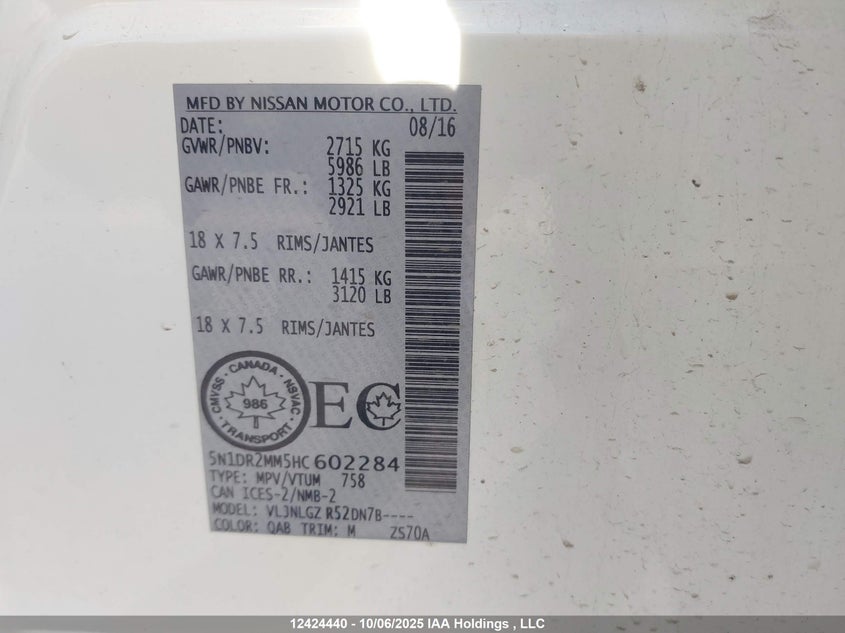 MFD BY NISSAN MOTOR CO., LTD.
DATE: 08/16
GVWR/PNBV: 2715 KG
5986 LB
GAWR/PNBE FR.: 1325 KG
2921 LB
18 X 7.5 RIMS/JANTES
GAWR/PNBE RR.: 1415 KG
3120 LB
18 X 7.5 RIMS/JANTES
CMVSS · CANADA · NSVAC · TRANSPORT ·
986
EC
5N1DR2MM5HC602284
TYPE: MPV/VTUM 758
CAN ICES-2/NMB-2
MODEL: VLJNLGZ R52DN7B----
COLOR: QAB TRIM: M ZS70A
12424440 - 10/06/2025 IAA Holdings , LLC